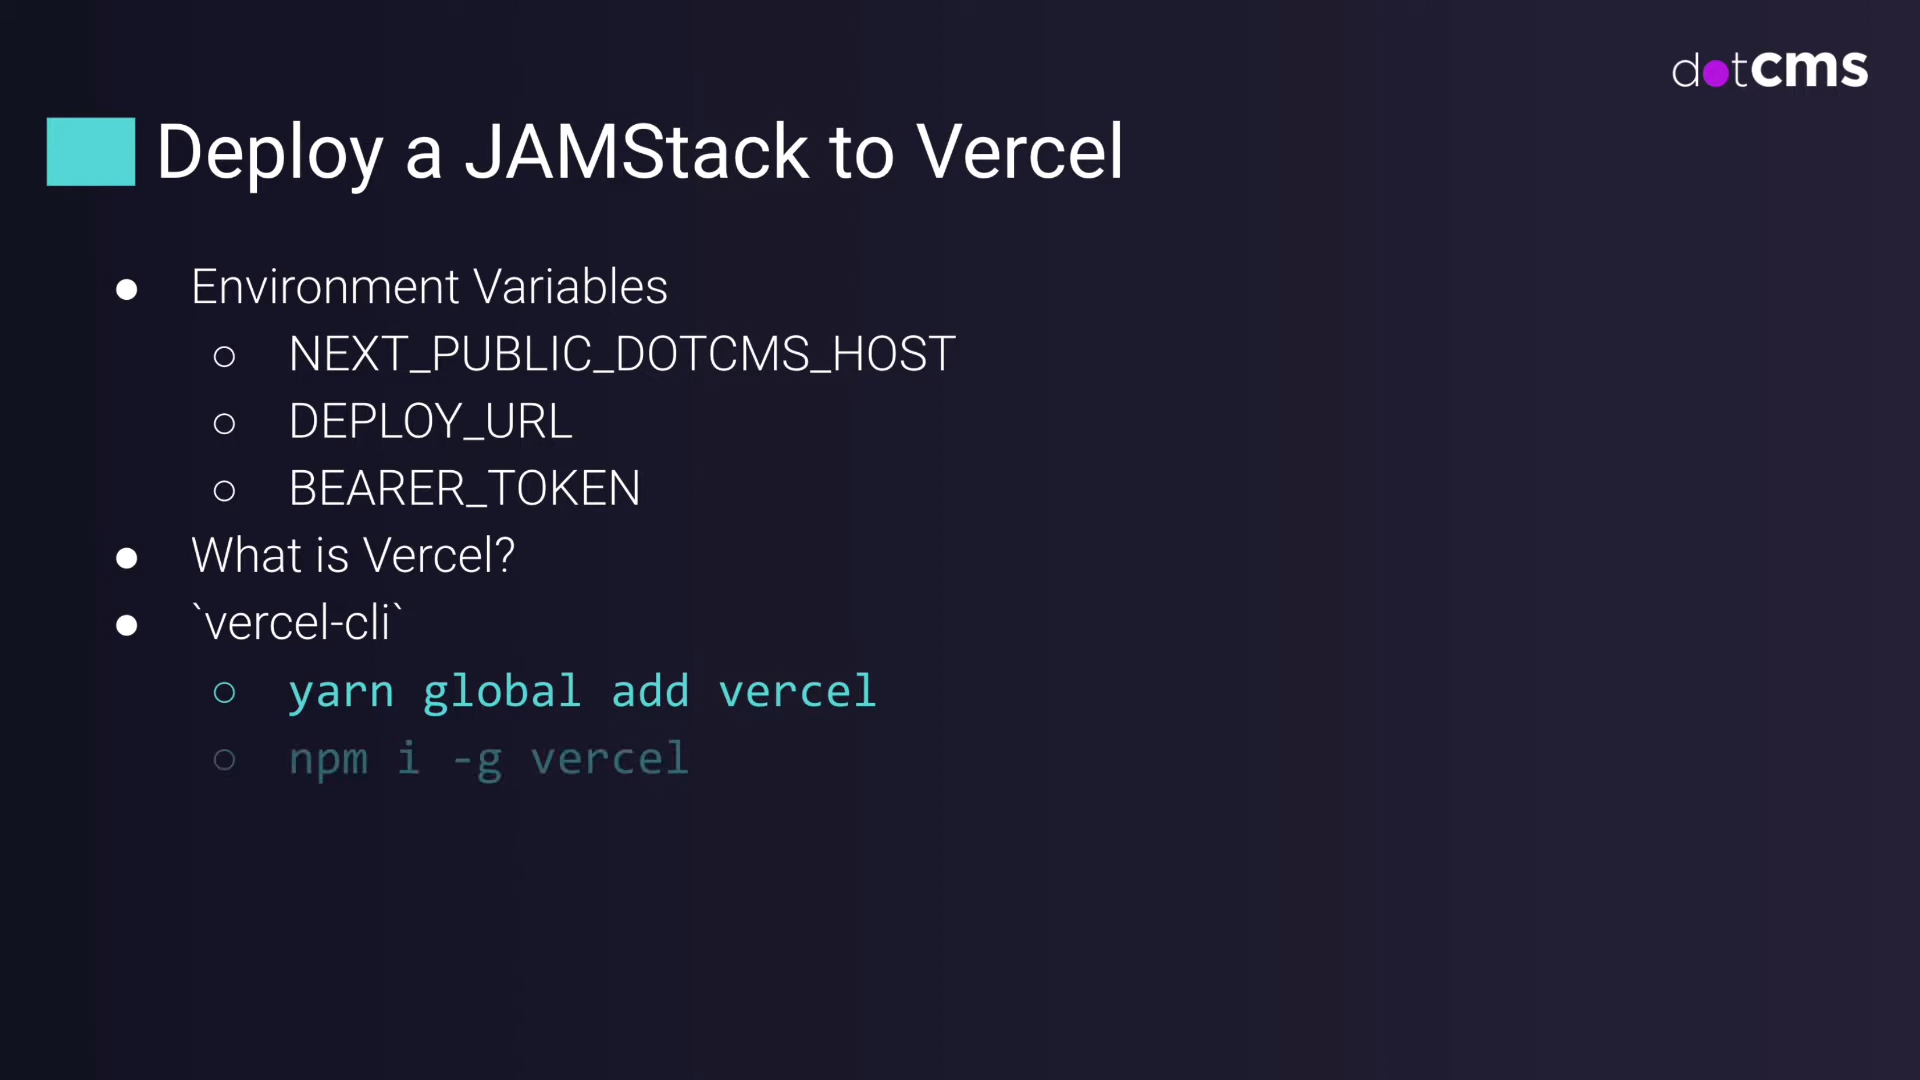 dotcms
Deploy a JAMStack to Vercel
● Environment Variables
○ NEXT_PUBLIC_DOTCMS_HOST
○ DEPLOY_URL
○ BEARER_TOKEN
● What is Vercel?
● `vercel-cli`
○ yarn global add vercel
○ npm i -g vercel